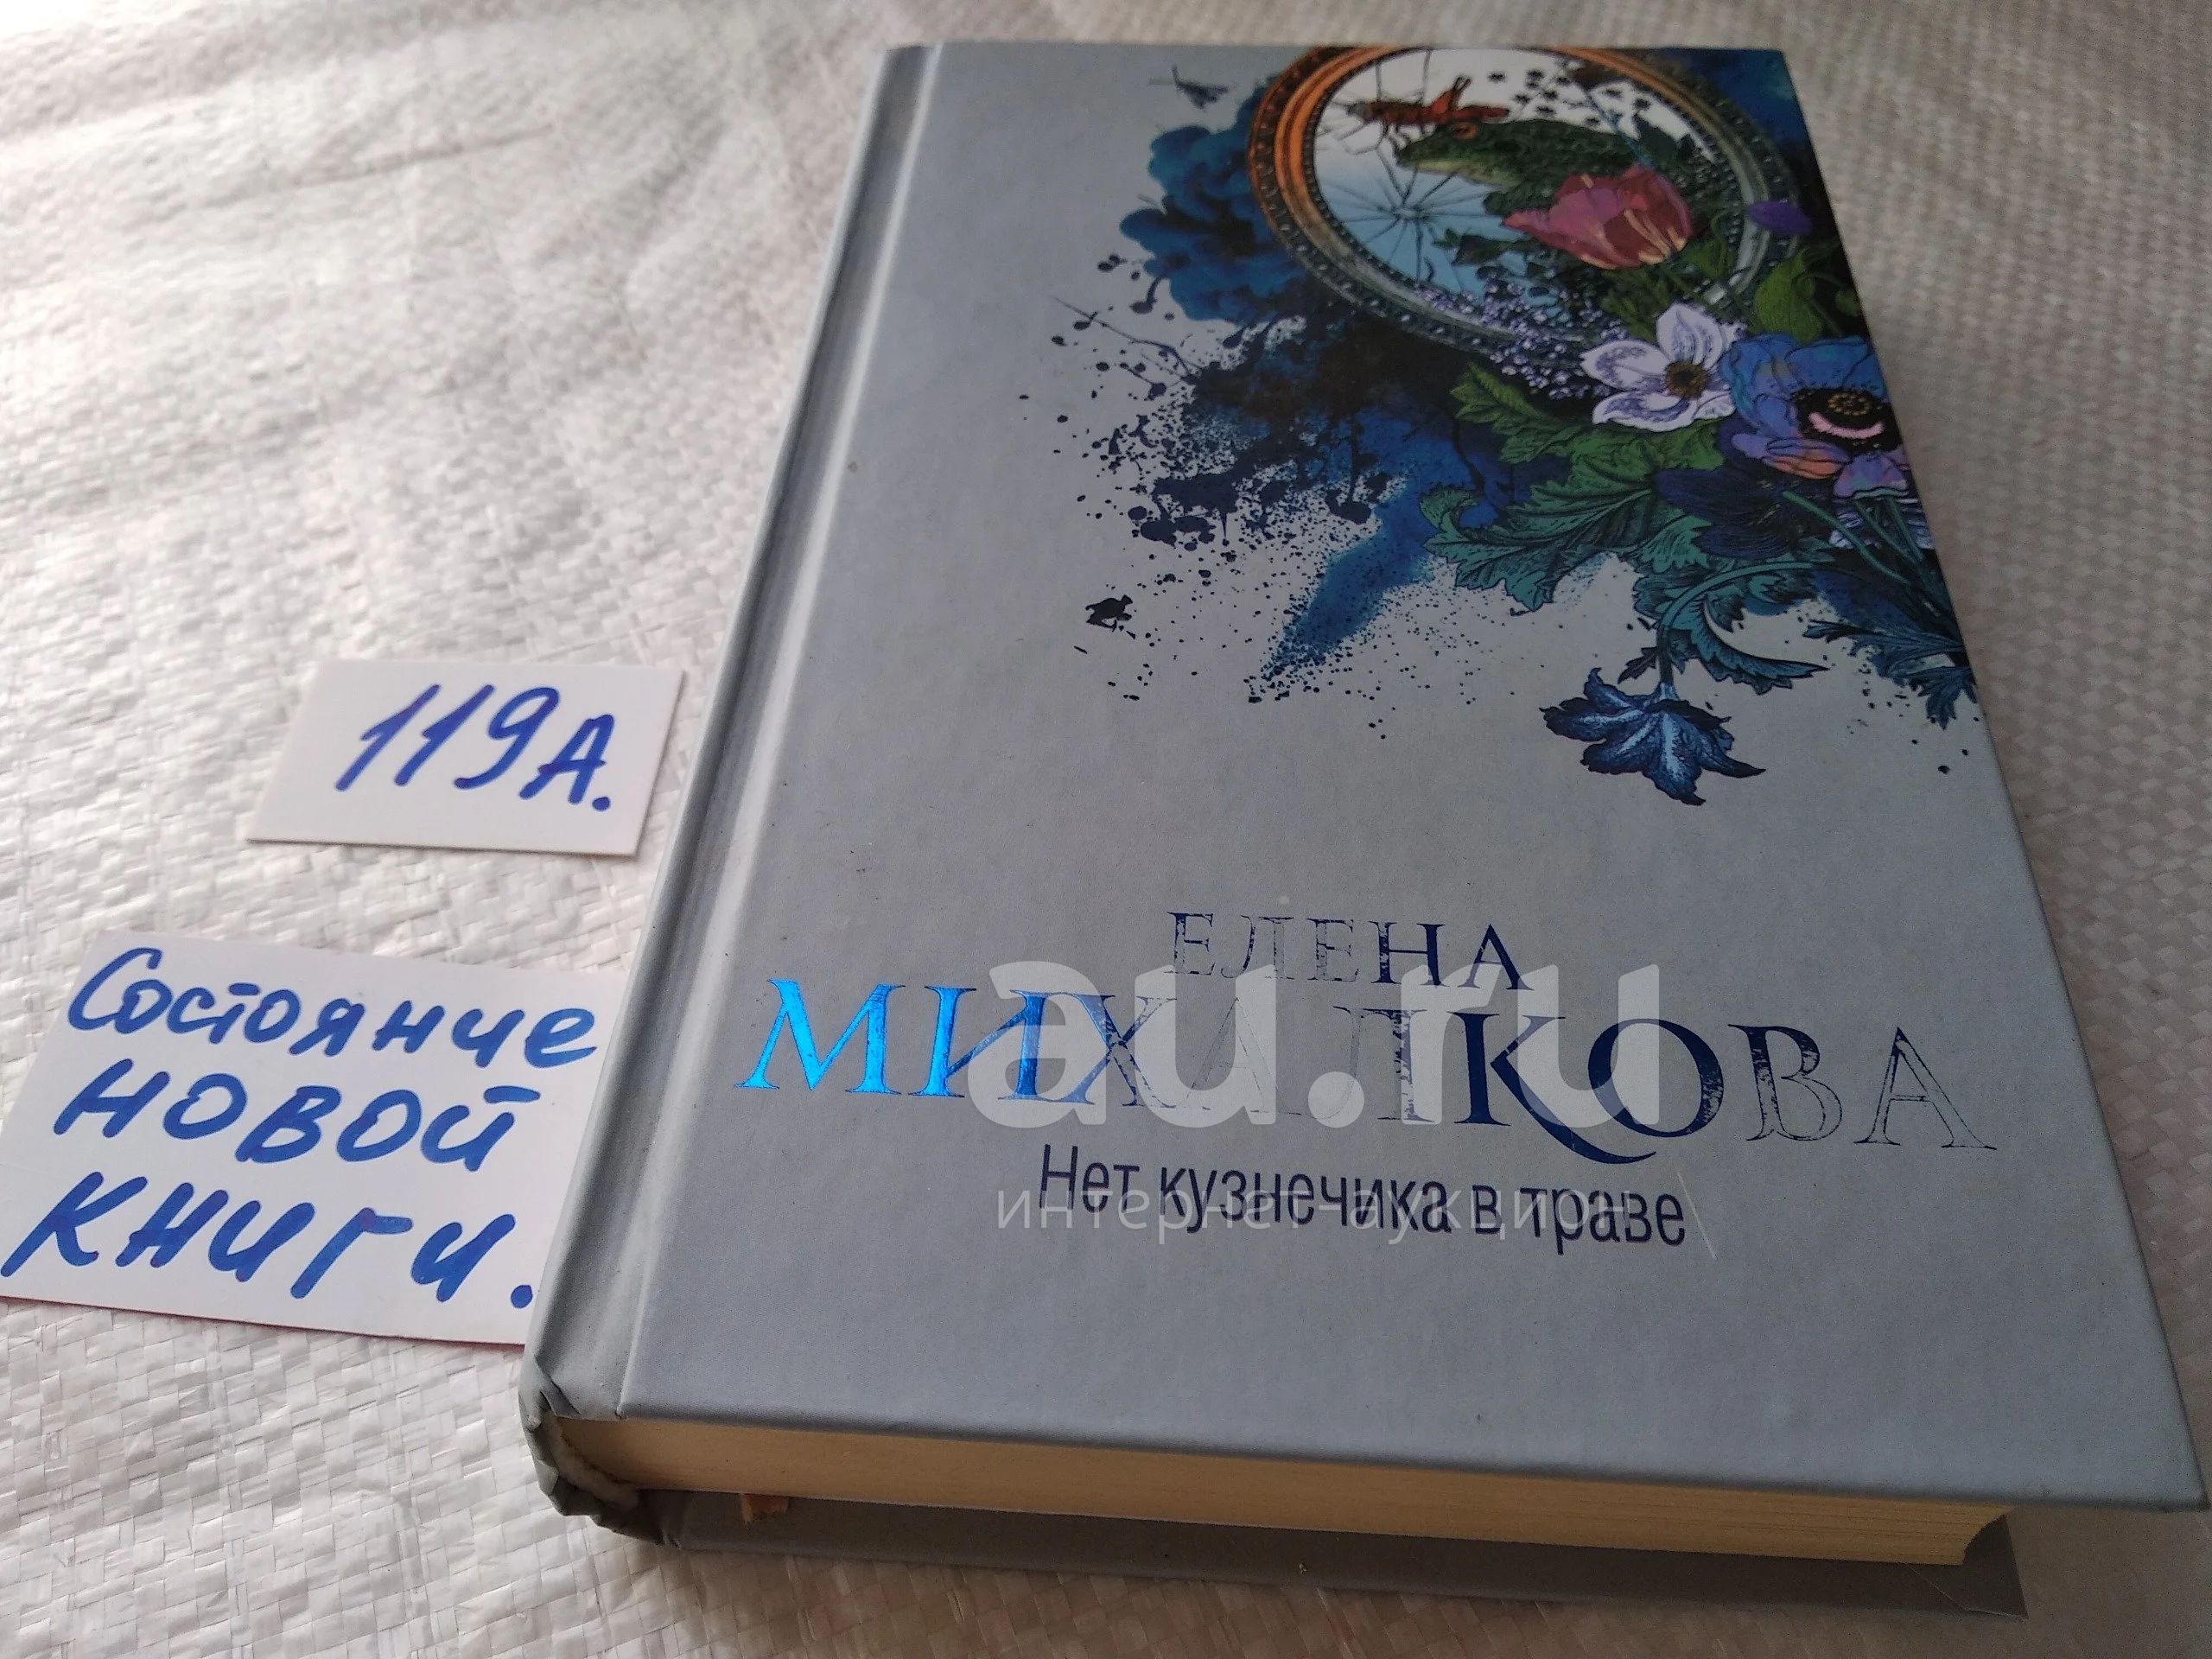 119А.
Состояние
новой
книги.
ЕЛЕНА
МИХАЛКОВА
Нет кузнечика в траве
au.ru
интернет-аукцион